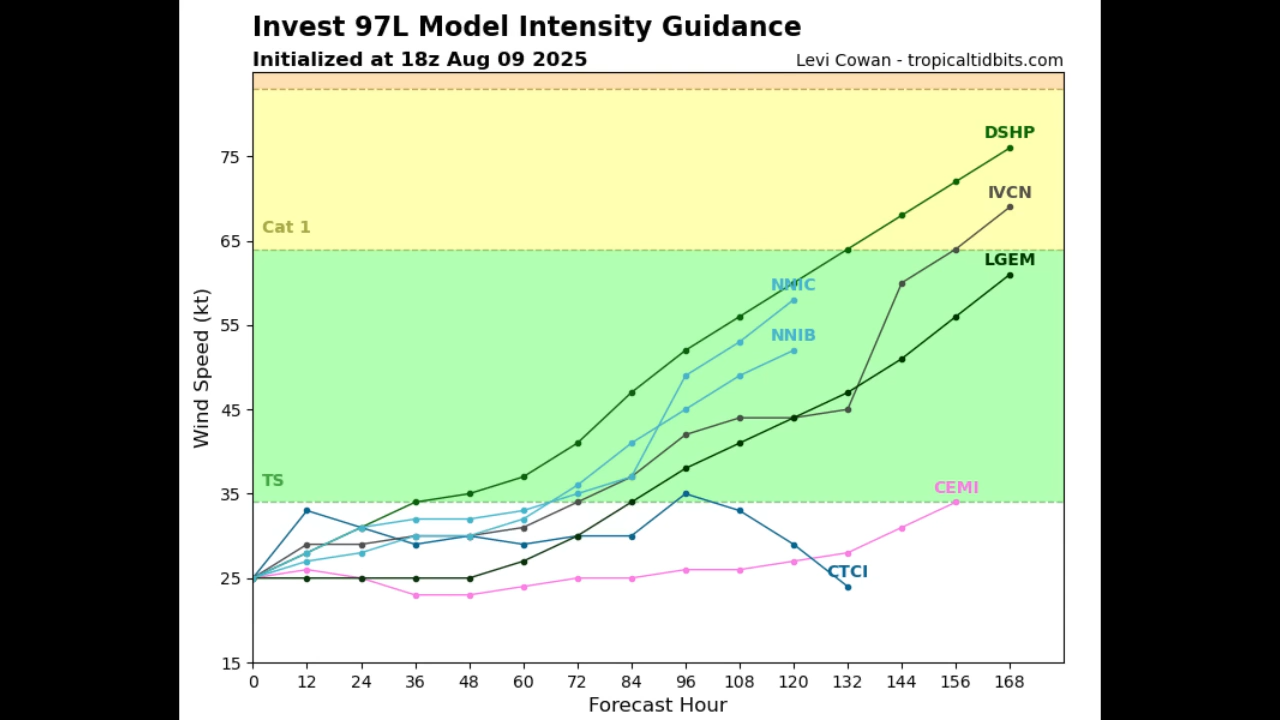 Invest 97L Model Intensity Guidance
Initialized at 18z Aug 09 2025
Levi Cowan - tropicaltidbits.com
DSHP
75
IVCN
Cat 1
65
LGEM
NNIC
Wind Speed (kt)
55
NNIB
45
TS
CEMI
35
CTCI
25
15
0 12 24 36 48 60 72 84 96 108 120 132 144 156 168
Forecast Hour